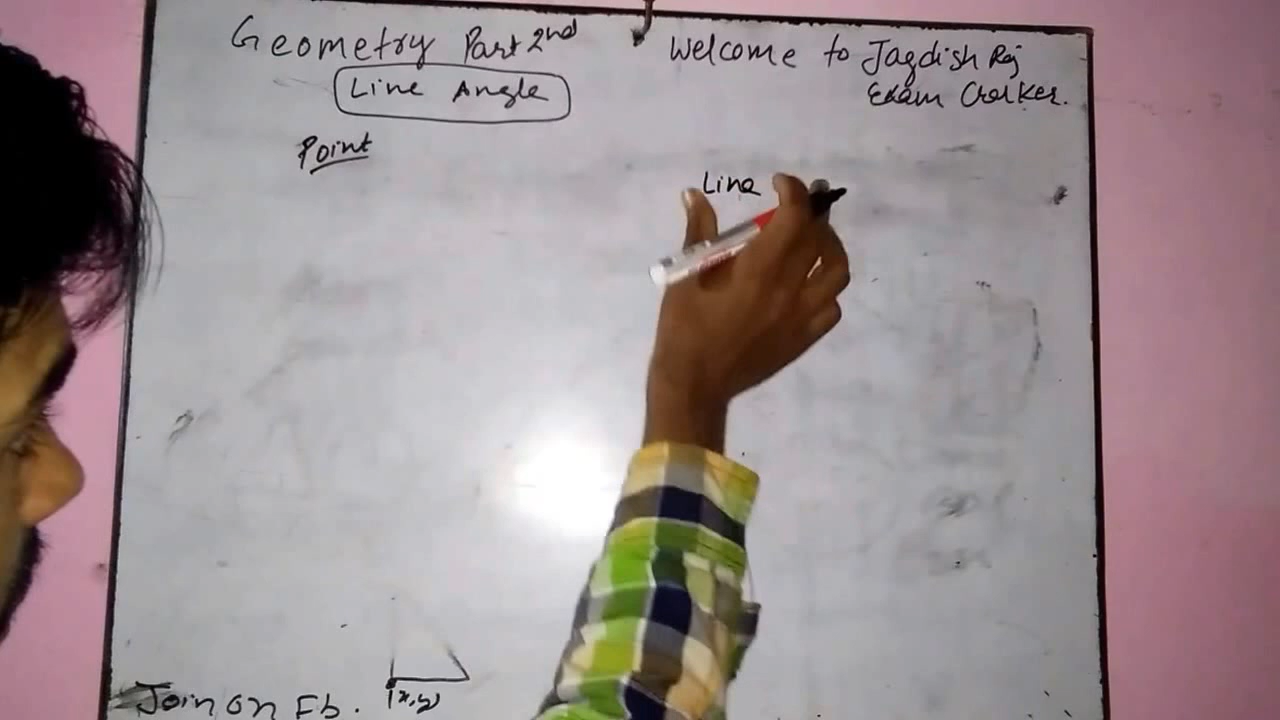 Geometry Part 2nd
Line Angle
Welcome to Jagdish Raj
Exam Cracker.
Point
Line
(x,y)
Join on Fb.